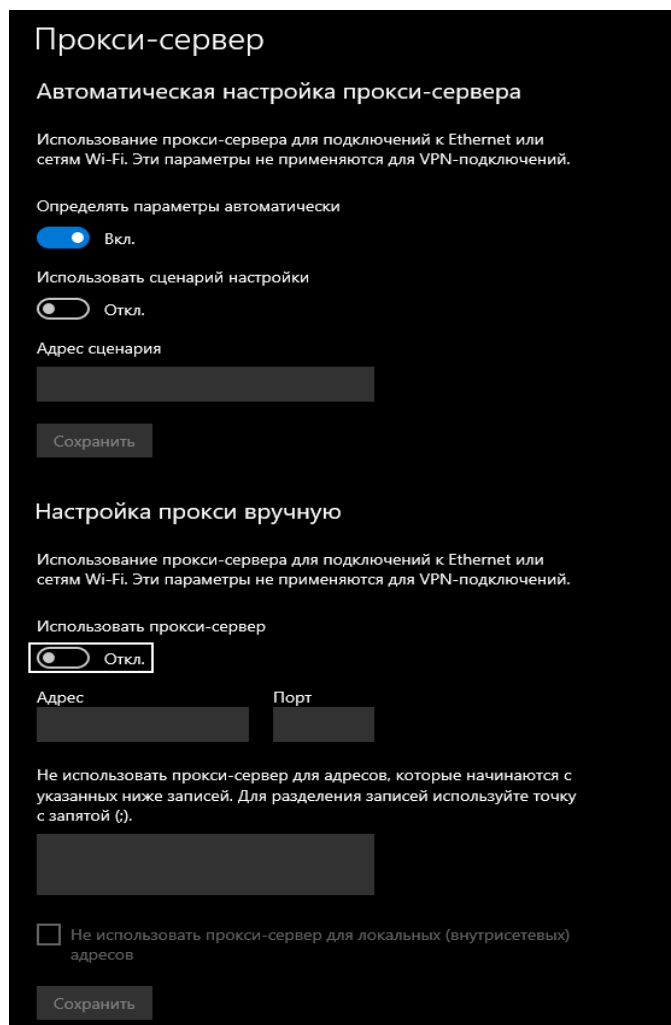 Прокси-сервер
Автоматическая настройка прокси-сервера
Использование прокси-сервера для подключений к Ethernet или
сетям Wi-Fi. Эти параметры не применяются для VPN-подключений.
Определять параметры автоматически
Вкл.
Использовать сценарий настройки
Откл.
Адрес сценария
Сохранить
Настройка прокси вручную
Использование прокси-сервера для подключений к Ethernet или
сетям Wi-Fi. Эти параметры не применяются для VPN-подключений.
Использовать прокси-сервер
Откл.
Адрес Порт
Не использовать прокси-сервер для адресов, которые начинаются с
указанных ниже записей. Для разделения записей используйте точку
с запятой (;).
Не использовать прокси-сервер для локальных (внутрисетевых)
адресов
Сохранить